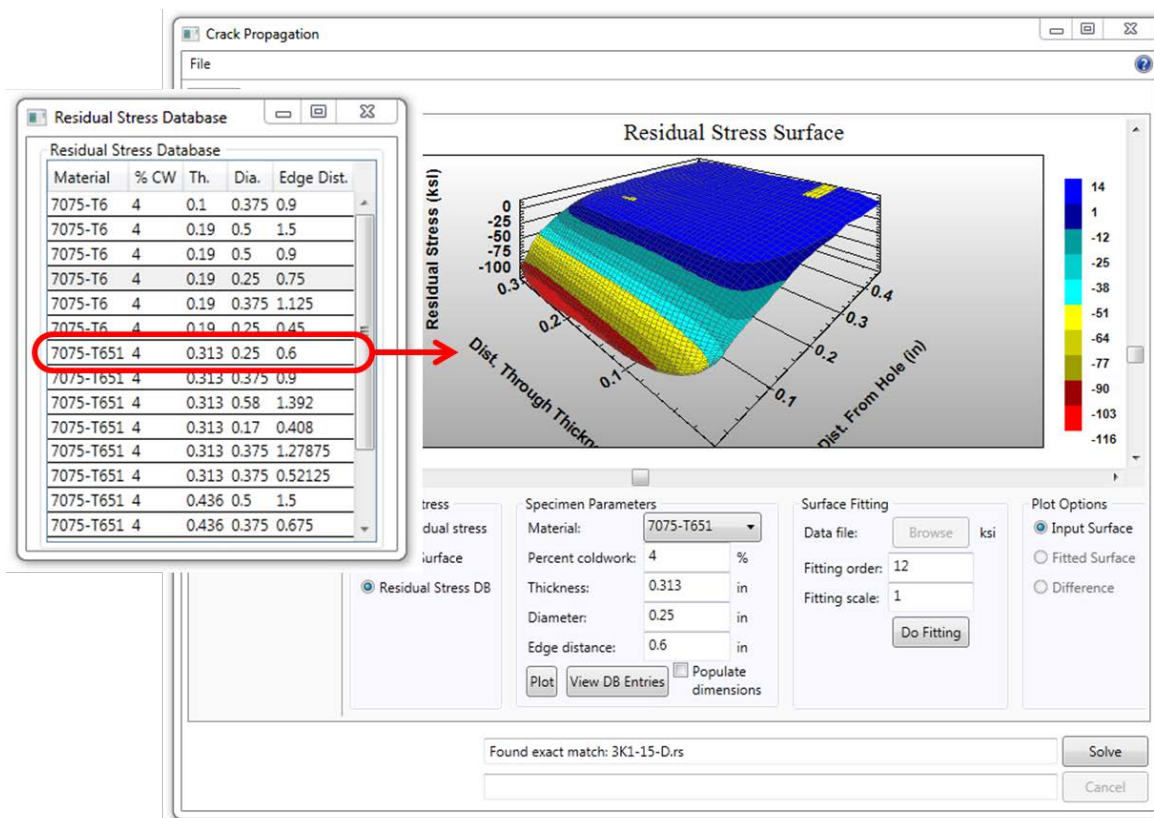 Crack Propagation
File
Residual Stress Database
Residual Stress Database
Material % CW Th. Dia. Edge Dist.
7075-T6 4 0.1 0.375 0.9
7075-T6 4 0.19 0.5 1.5
7075-T6 4 0.19 0.5 0.9
7075-T6 4 0.19 0.25 0.75
7075-T6 4 0.19 0.375 1.125
7075-T6 4 0.19 0.25 0.45
7075-T651 4 0.313 0.25 0.6
7075-T651 4 0.313 0.375 0.9
7075-T651 4 0.313 0.58 1.392
7075-T651 4 0.313 0.17 0.408
7075-T651 4 0.313 0.375 1.27875
7075-T651 4 0.313 0.375 0.52125
7075-T651 4 0.436 0.5 1.5
7075-T651 4 0.436 0.375 0.675
Residual Stress Surface
Residual Stress (ksi)
0
-25
-50
-75
-100
0.3
0.2
0.1
Dist. Through Thickn
0.1
0.2
0.3
0.4
Dist. From Hole (in)
14
1
-12
-25
-38
-51
-64
-77
-90
-103
-116
tress
dual stress
urface
Residual Stress DB
Specimen Parameters
Material: 7075-T651
Percent coldwork: 4 %
Thickness: 0.313 in
Diameter: 0.25 in
Edge distance: 0.6 in
Plot View DB Entries Populate
dimensions
Surface Fitting
Data file: Browse ksi
Fitting order: 12
Fitting scale: 1
Do Fitting
Plot Options
Input Surface
Fitted Surface
Difference
Found exact match: 3K1-15-D.rs
Solve
Cancel